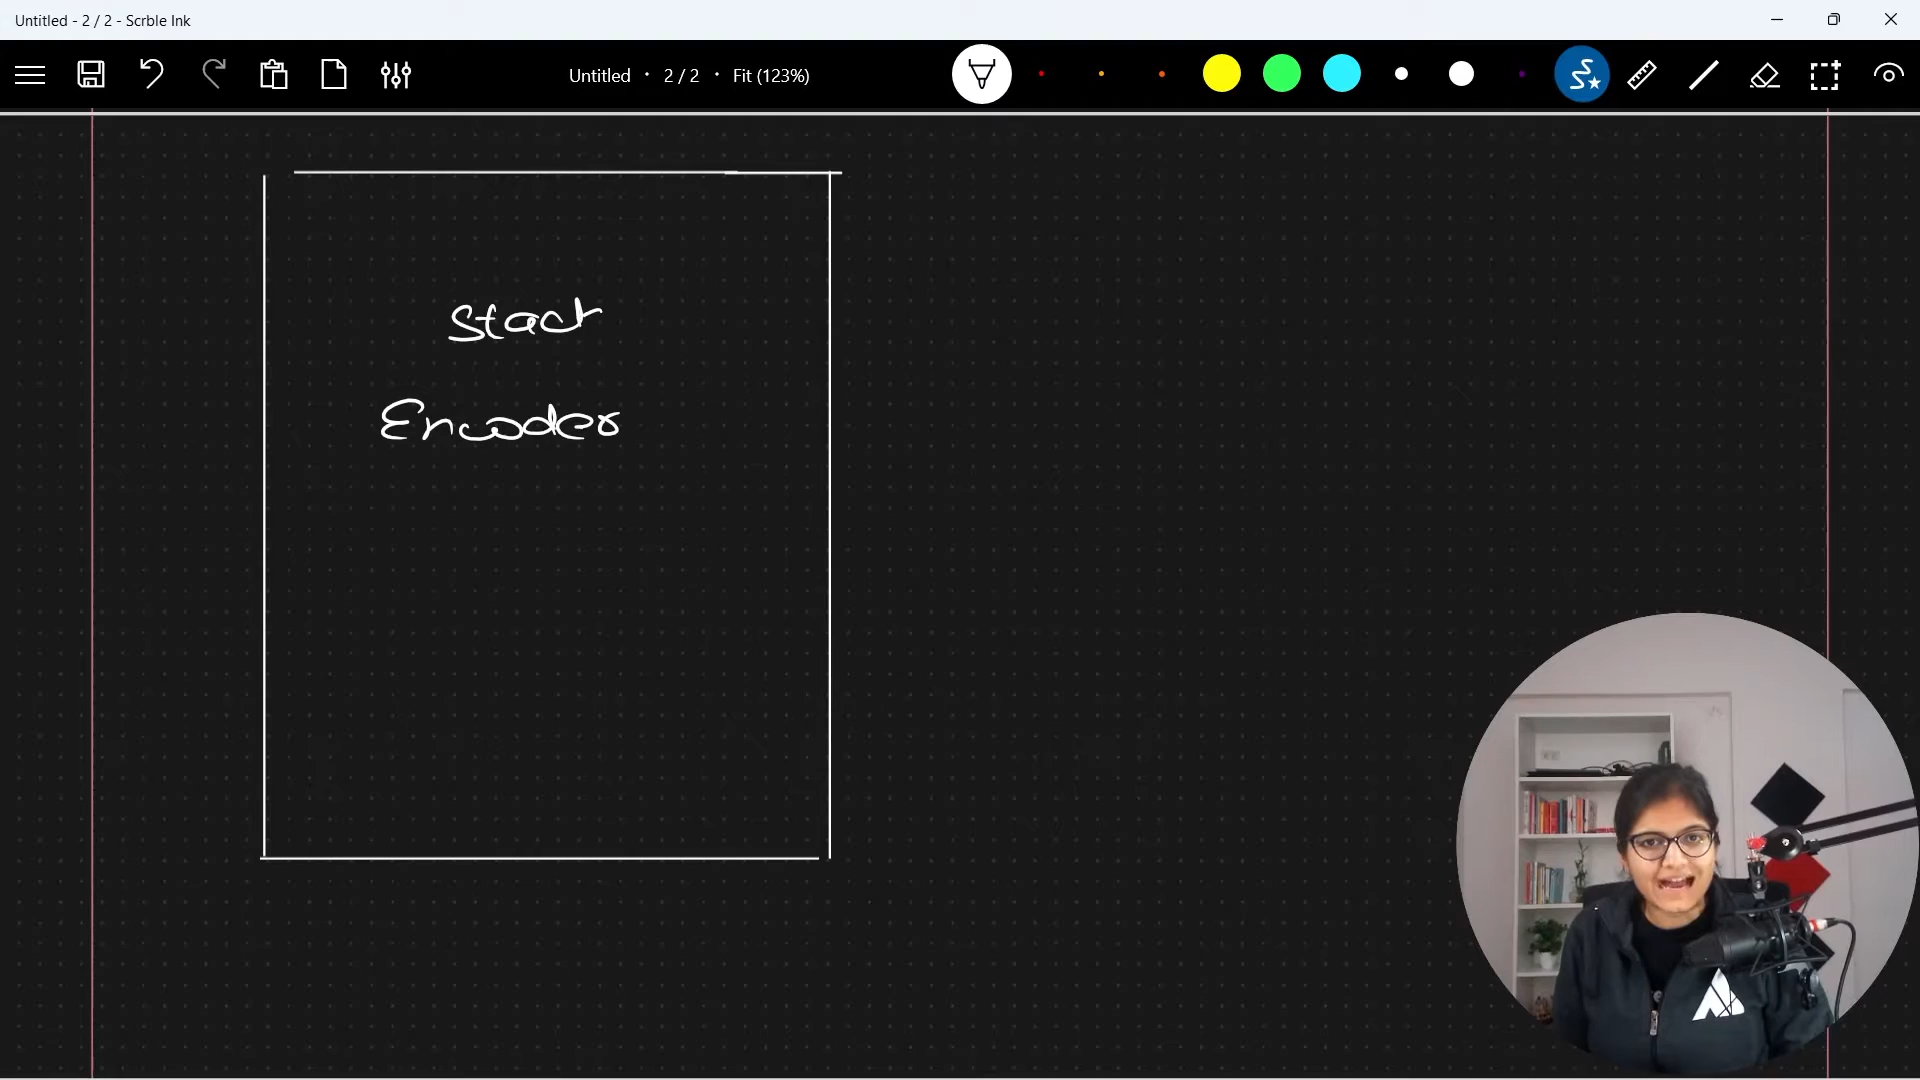 Untitled - 2 / 2 - Scrble Ink
Untitled • 2 / 2 • Fit (123%)
Stack
Encoder